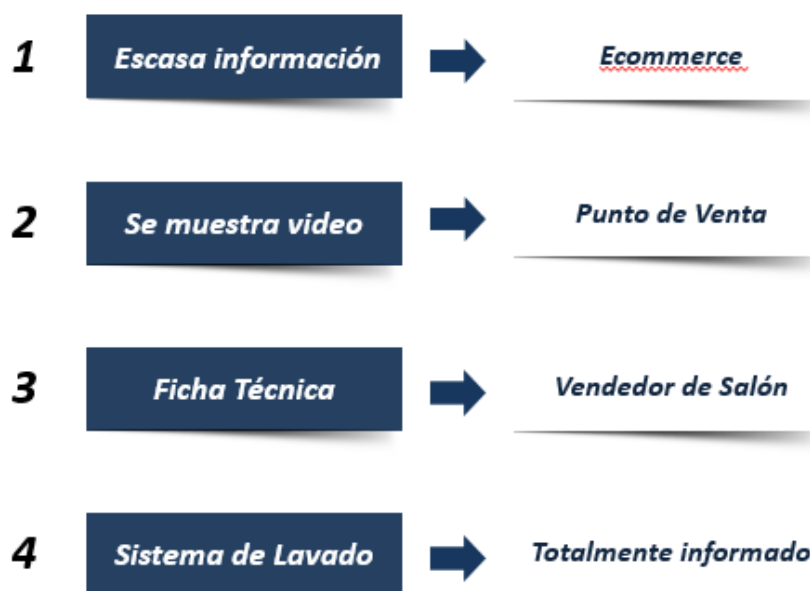 1 Escasa información Ecommerce
2 Se muestra video Punto de Venta
3 Ficha Técnica Vendedor de Salón
4 Sistema de Lavado Totalmente informado